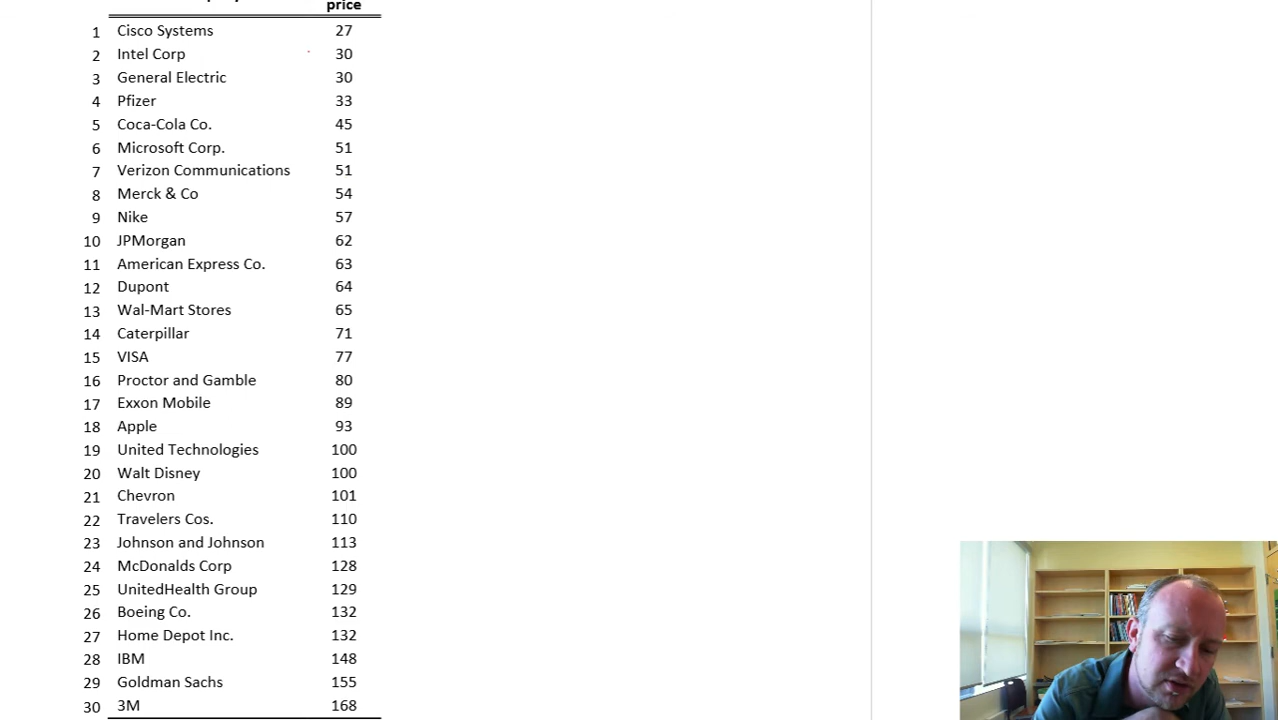 price
1 Cisco Systems 27
2 Intel Corp 30
3 General Electric 30
4 Pfizer 33
5 Coca-Cola Co. 45
6 Microsoft Corp. 51
7 Verizon Communications 51
8 Merck & Co 54
9 Nike 57
10 JPMorgan 62
11 American Express Co. 63
12 Dupont 64
13 Wal-Mart Stores 65
14 Caterpillar 71
15 VISA 77
16 Proctor and Gamble 80
17 Exxon Mobile 89
18 Apple 93
19 United Technologies 100
20 Walt Disney 100
21 Chevron 101
22 Travelers Cos. 110
23 Johnson and Johnson 113
24 McDonalds Corp 128
25 UnitedHealth Group 129
26 Boeing Co. 132
27 Home Depot Inc. 132
28 IBM 148
29 Goldman Sachs 155
30 3M 168